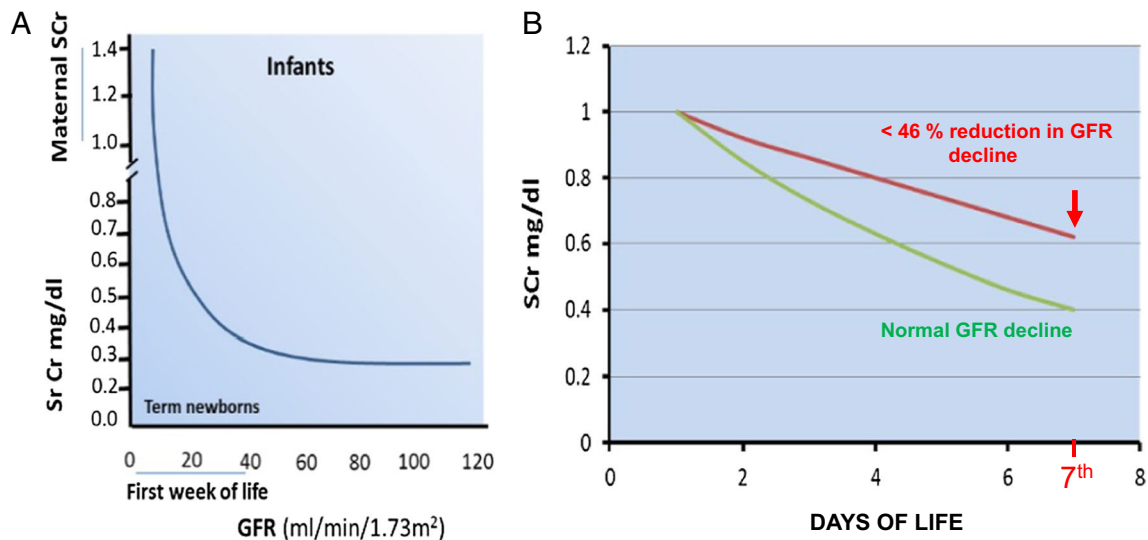 A
Maternal SCr
Sr Cr mg/dl
1.4
1.2
1.0
0.8
0.7
0.6
0.5
0.4
0.3
0.2
0.0
Infants
Term newborns
0 20 40 60 80 100 120
First week of life
GFR (ml/min/1.73m²)
B
SCr mg/dl
1.2
1
0.8
0.6
0.4
0.2
0
< 46 % reduction in GFR
decline
Normal GFR decline
0 2 4 6 7th 8
DAYS OF LIFE